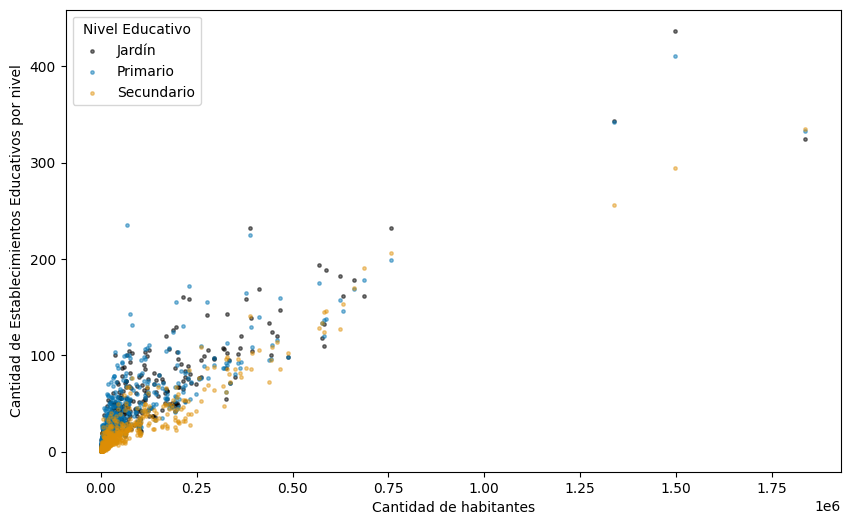 Nivel Educativo
Jardín
Primario
Secundario
Cantidad de Establecimientos Educativos por nivel
400
300
200
100
0
0.00 0.25 0.50 0.75 1.00 1.25 1.50 1.75
1e6
Cantidad de habitantes